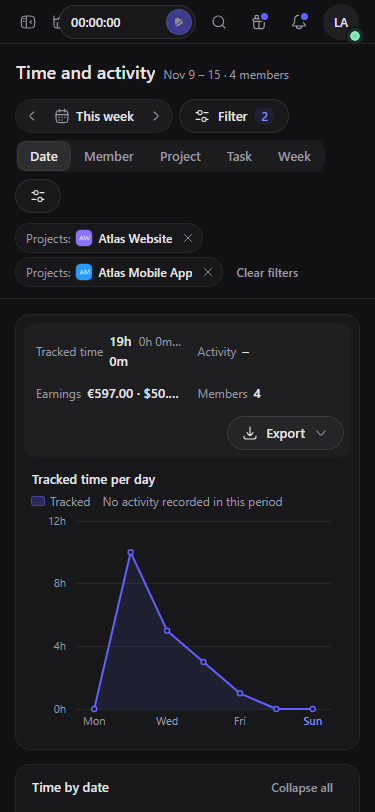 00:00:00
LA
Time and activity Nov 9 – 15 · 4 members
This week Filter 2
Date Member Project Task Week
Projects: AW Atlas Website
Projects: AM Atlas Mobile App Clear filters
Tracked time 19h 0m 0h 0m... Activity –
Earnings €597.00 · $50.... Members 4
Export
Tracked time per day
Tracked No activity recorded in this period
12h
8h
4h
0h
Mon Wed Fri Sun
Time by date Collapse all